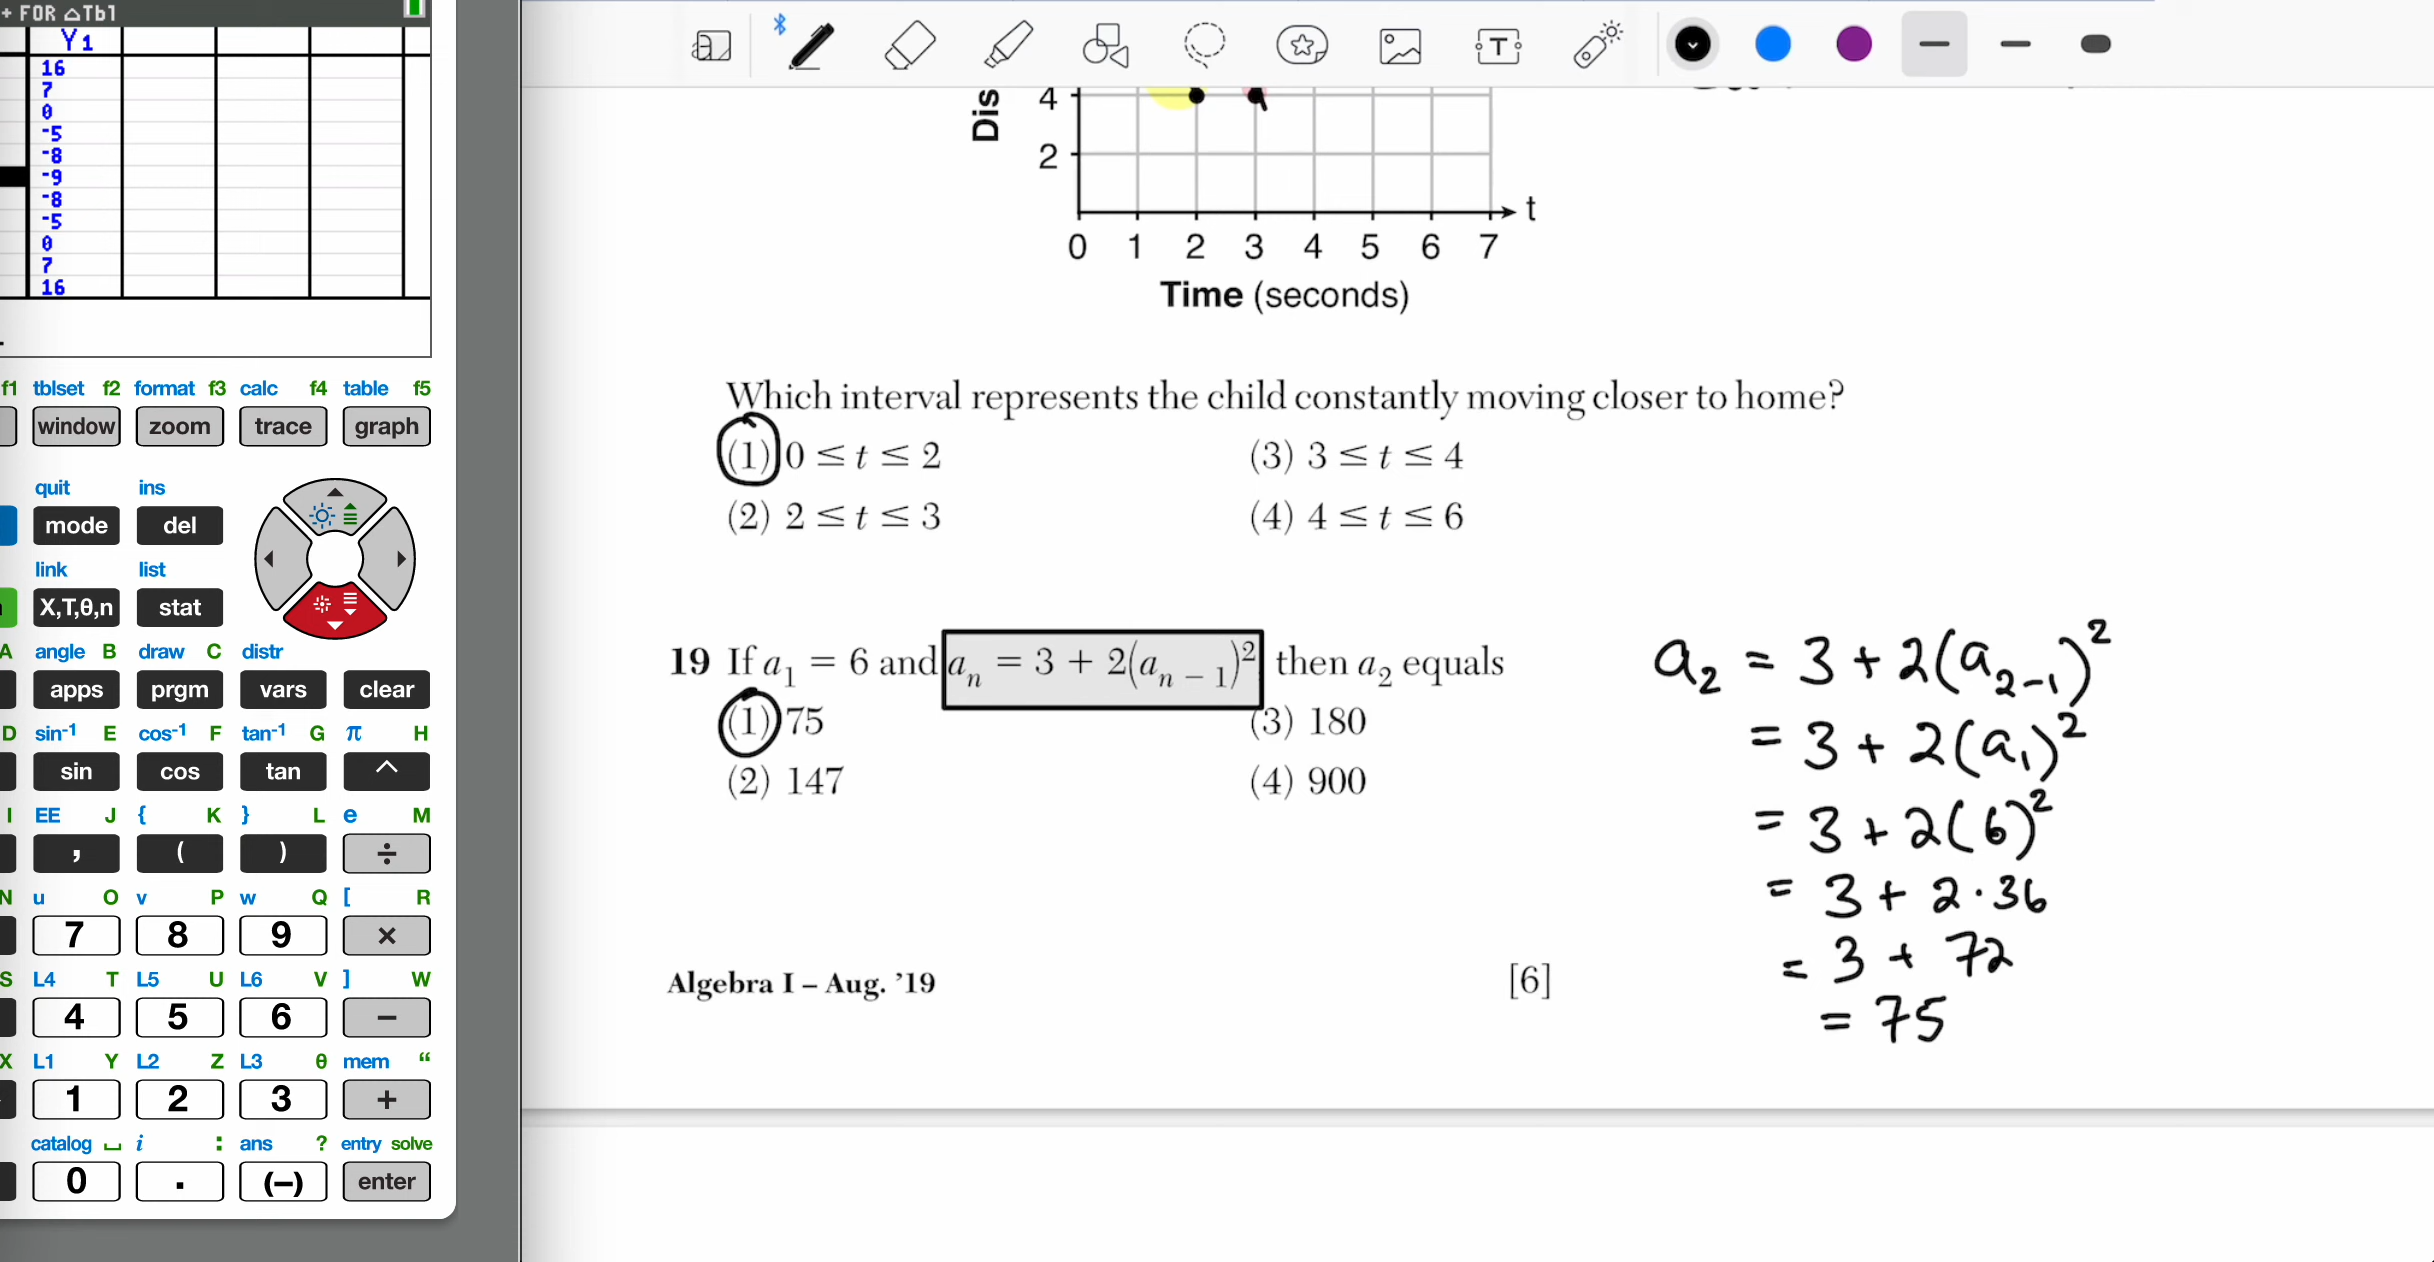 + FOR △Tbl
Y1
16
7
0
-5
-8
-9
-8
-5
0
7
16
f1 tblset f2 format f3 calc f4 table f5
window zoom trace graph
quit ins
mode del
link list
X,T,θ,n stat
A angle B draw C distr
apps prgm vars clear
D sin⁻¹ E cos⁻¹ F tan⁻¹ G π H
sin cos tan ^
I EE J { K } L e M
, ( ) ÷
N u O v P w Q [ R
7 8 9 ×
S L4 T L5 U L6 V ] W
4 5 6 −
X L1 Y L2 Z L3 θ mem “
1 2 3 +
catalog ⌴ i : ans ? entry solve
0 . (−) enter
a
T
Dis
4
2
t
0 1 2 3 4 5 6 7
Time (seconds)
Which interval represents the child constantly moving closer to home?
(1) 0 ≤ t ≤ 2 (3) 3 ≤ t ≤ 4
(2) 2 ≤ t ≤ 3 (4) 4 ≤ t ≤ 6
19 If a₁ = 6 and aₙ = 3 + 2(aₙ₋₁)² then a₂ equals
(1) 75 (3) 180
(2) 147 (4) 900
Algebra I – Aug. ’19 [6]
a₂ = 3 + 2(a₂₋₁)²
= 3 + 2(a₁)²
= 3 + 2(6)²
= 3 + 2·36
= 3 + 72
= 75